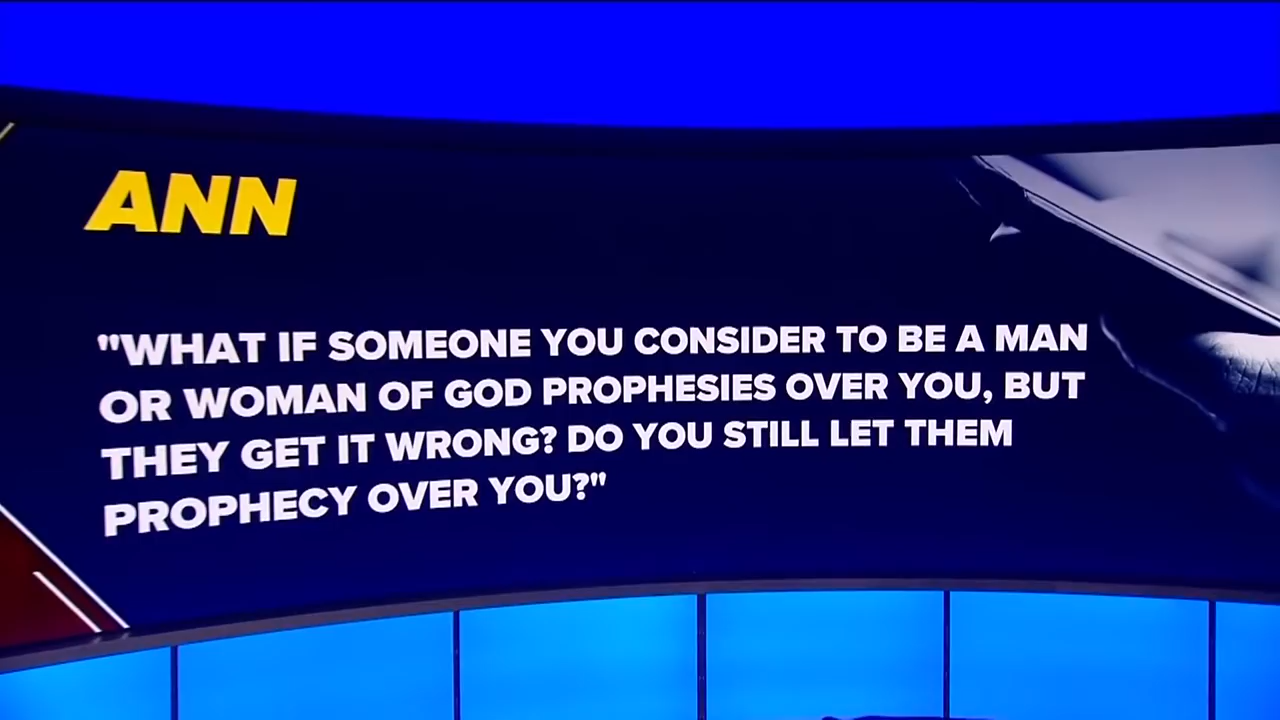 ANN
"WHAT IF SOMEONE YOU CONSIDER TO BE A MAN
OR WOMAN OF GOD PROPHESIES OVER YOU, BUT
THEY GET IT WRONG? DO YOU STILL LET THEM
PROPHECY OVER YOU?"